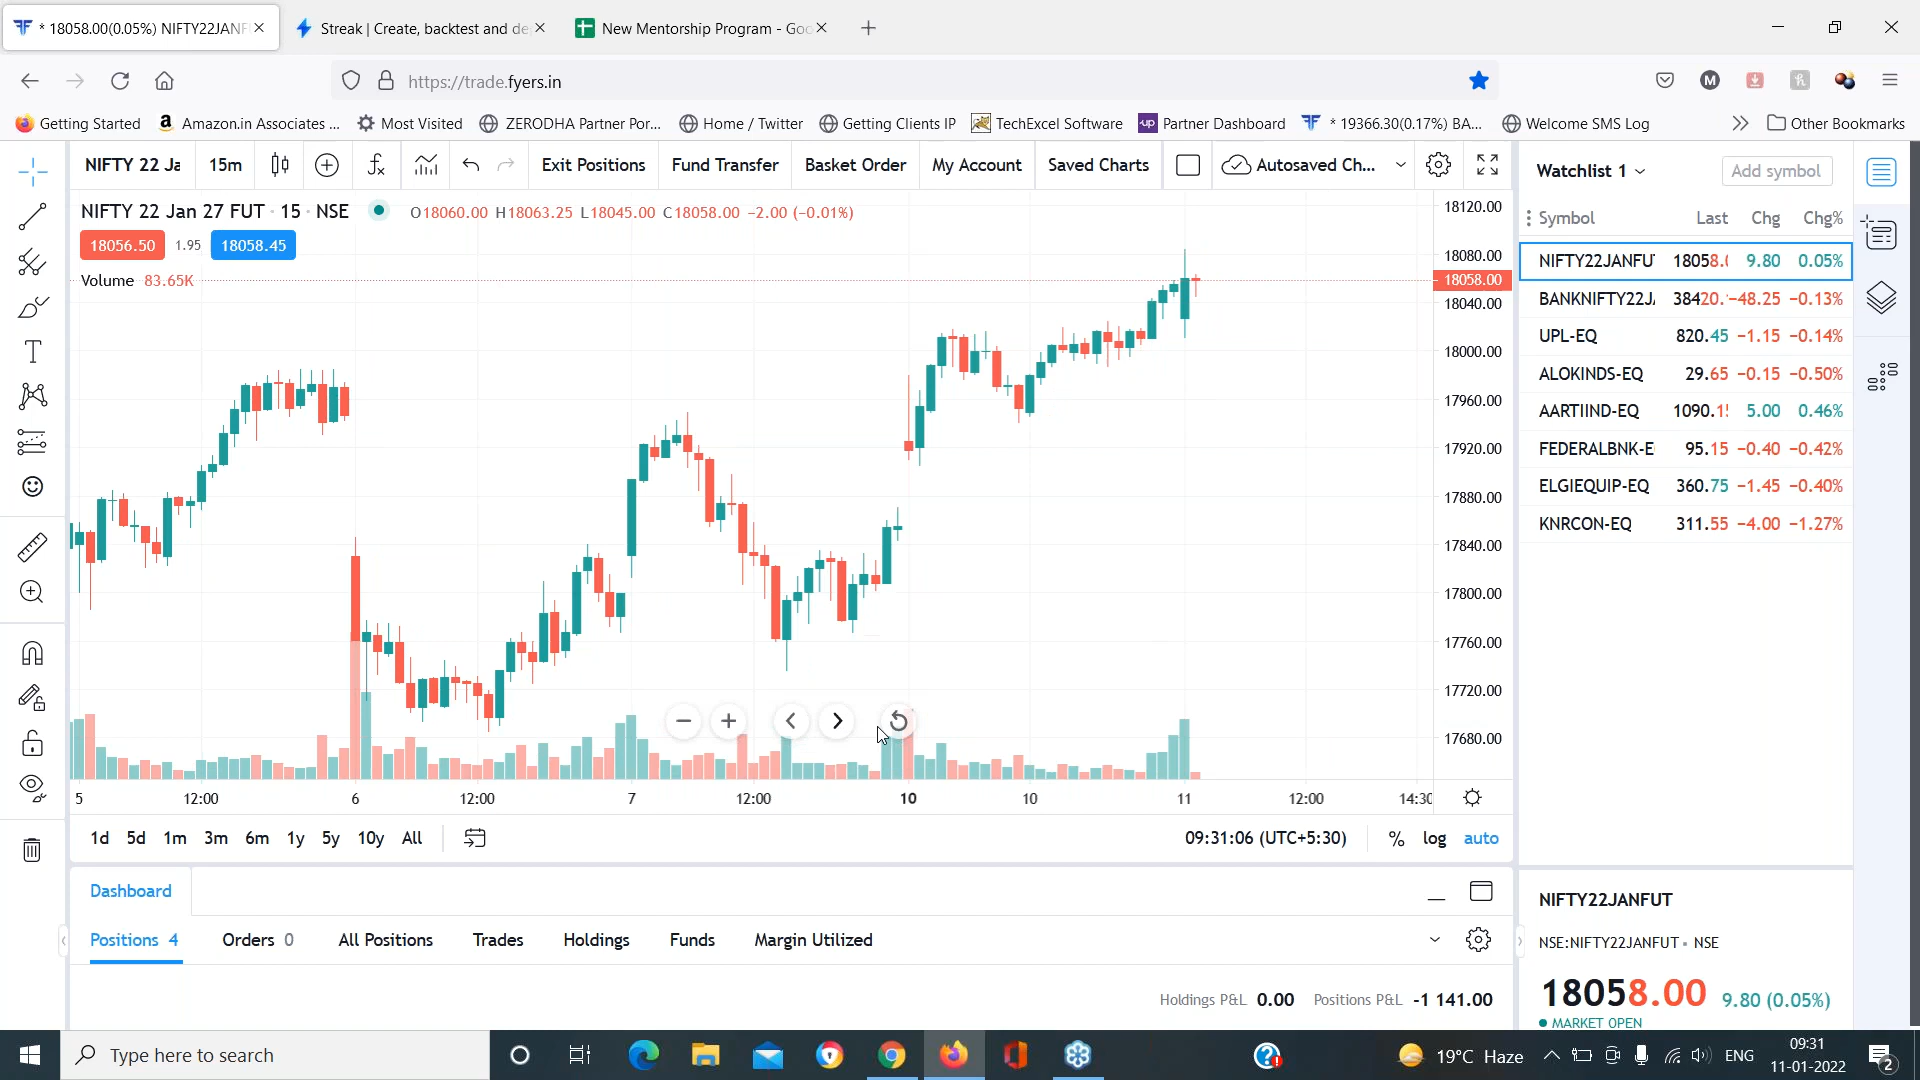 * 18058.00(0.05%) NIFTY22JANF
Streak | Create, backtest and de
New Mentorship Program - Goo
https://trade.fyers.in
Getting Started
Amazon.in Associates ...
Most Visited
ZERODHA Partner Por...
Home / Twitter
Getting Clients IP
TechExcel Software
up Partner Dashboard
* 19366.30(0.17%) BA...
Welcome SMS Log
Other Bookmarks
NIFTY 22 Ja
15m
Exit Positions
Fund Transfer
Basket Order
My Account
Saved Charts
Autosaved Ch...
NIFTY 22 Jan 27 FUT · 15 · NSE
O18060.00 H18063.25 L18045.00 C18058.00 −2.00 (−0.01%)
18056.50 1.95 18058.45
Volume 83.65K
18120.00
18080.00
18058.00
18040.00
18000.00
17960.00
17920.00
17880.00
17840.00
17800.00
17760.00
17720.00
17680.00
5 12:00 6 12:00 7 12:00 10 10 11 12:00 14:30
1d 5d 1m 3m 6m 1y 5y 10y All
09:31:06 (UTC+5:30)
% log auto
Dashboard
Positions 4 Orders 0 All Positions Trades Holdings Funds Margin Utilized
Holdings P&L 0.00 Positions P&L -1 141.00
Watchlist 1
Add symbol
Symbol Last Chg Chg%
NIFTY22JANFU 18058.0 9.80 0.05%
BANKNIFTY22J 38420. −48.25 −0.13%
UPL-EQ 820.45 −1.15 −0.14%
ALOKINDS-EQ 29.65 −0.15 −0.50%
AARTIIND-EQ 1090.1 5.00 0.46%
FEDERALBNK-E 95.15 −0.40 −0.42%
ELGIEQUIP-EQ 360.75 −1.45 −0.40%
KNRCON-EQ 311.55 −4.00 −1.27%
NIFTY22JANFUT
NSE:NIFTY22JANFUT • NSE
18058.00 9.80 (0.05%)
MARKET OPEN
Type here to search
19°C Haze
ENG
09:31
11-01-2022
2